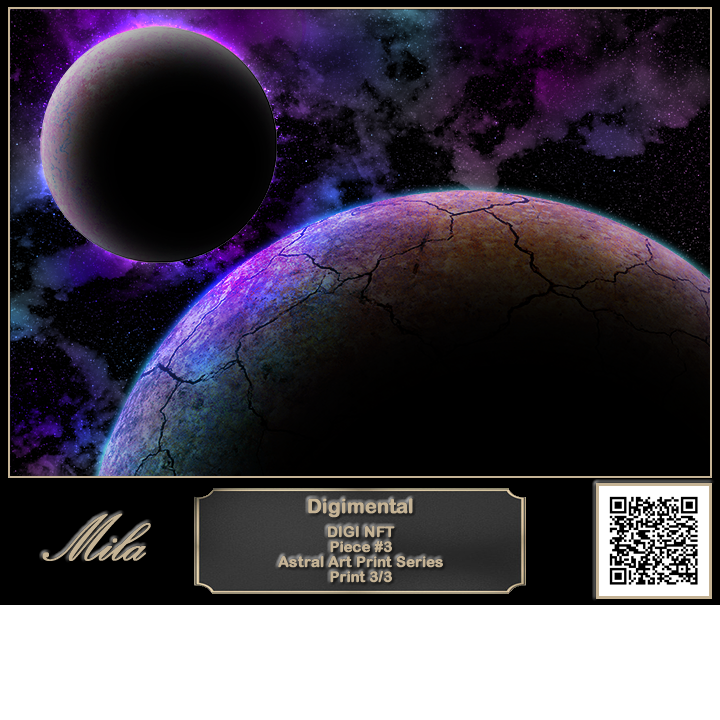 Mila
Digimental
DIGI NFT
Piece #3
Astral Art Print Series
Print 3/3